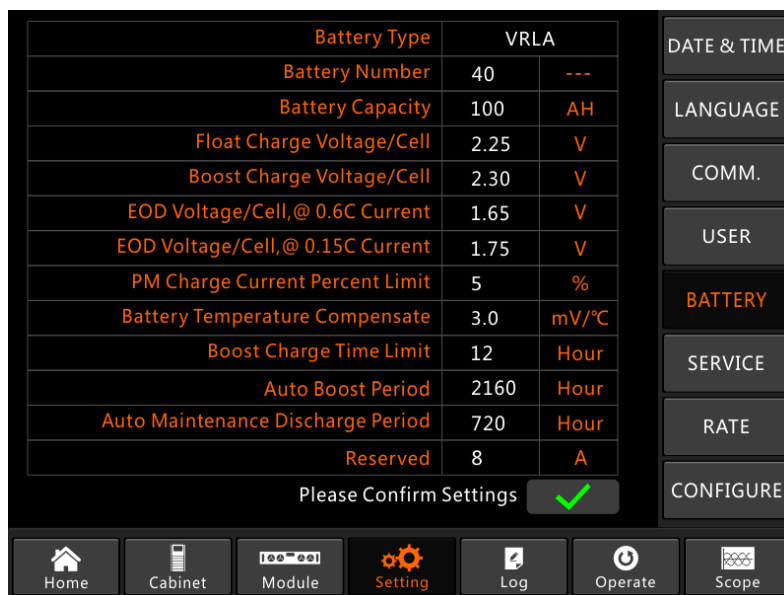 Battery Type VRLA
Battery Number 40 ---
Battery Capacity 100 AH
Float Charge Voltage/Cell 2.25 V
Boost Charge Voltage/Cell 2.30 V
EOD Voltage/Cell,@ 0.6C Current 1.65 V
EOD Voltage/Cell,@ 0.15C Current 1.75 V
PM Charge Current Percent Limit 5 %
Battery Temperature Compensate 3.0 mV/℃
Boost Charge Time Limit 12 Hour
Auto Boost Period 2160 Hour
Auto Maintenance Discharge Period 720 Hour
Reserved 8 A
Please Confirm Settings
DATE & TIME
LANGUAGE
COMM.
USER
BATTERY
SERVICE
RATE
CONFIGURE
Home Cabinet Module Setting Log Operate Scope